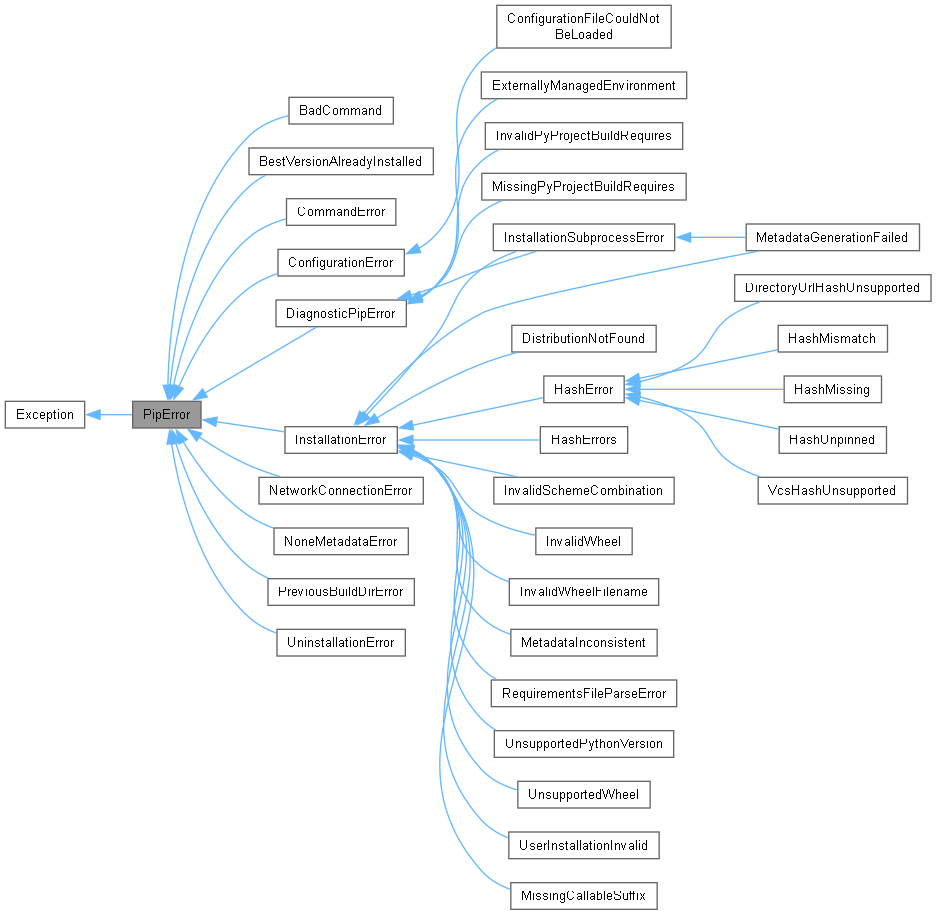 ConfigurationFileCouldNot
BeLoaded
ExternallyManagedEnvironment
BadCommand
InvalidPyProjectBuildRequires
BestVersionAlreadyInstalled
MissingPyProjectBuildRequires
CommandError
InstallationSubprocessError
MetadataGenerationFailed
ConfigurationError
DirectoryUrlHashUnsupported
DiagnosticPipError
DistributionNotFound
HashMismatch
HashError
HashMissing
Exception
PipError
InstallationError
HashErrors
HashUnpinned
NetworkConnectionError
InvalidSchemeCombination
VcsHashUnsupported
NoneMetadataError
InvalidWheel
PreviousBuildDirError
InvalidWheelFilename
UninstallationError
MetadataInconsistent
RequirementsFileParseError
UnsupportedPythonVersion
UnsupportedWheel
UserInstallationInvalid
MissingCallableSuffix